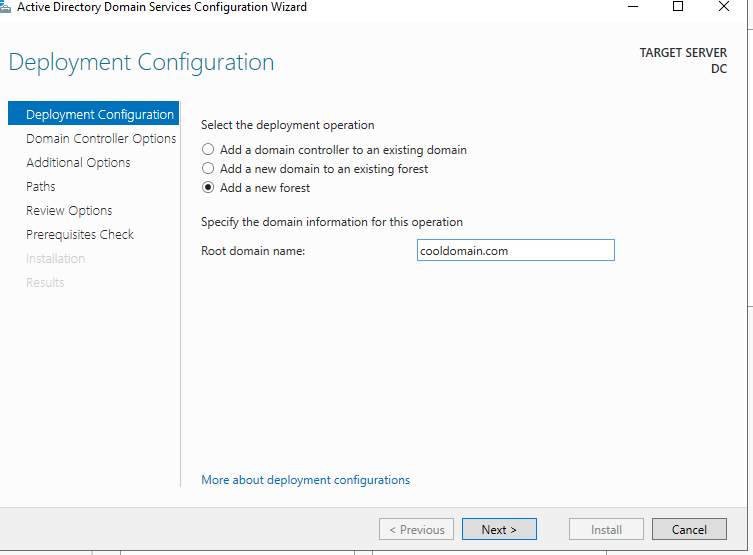 Active Directory Domain Services Configuration Wizard
Deployment Configuration
TARGET SERVER
DC
Deployment Configuration
Domain Controller Options
Additional Options
Paths
Review Options
Prerequisites Check
Installation
Results
Select the deployment operation
Add a domain controller to an existing domain
Add a new domain to an existing forest
Add a new forest
Specify the domain information for this operation
Root domain name: cooldomain.com
More about deployment configurations
< Previous Next > Install Cancel